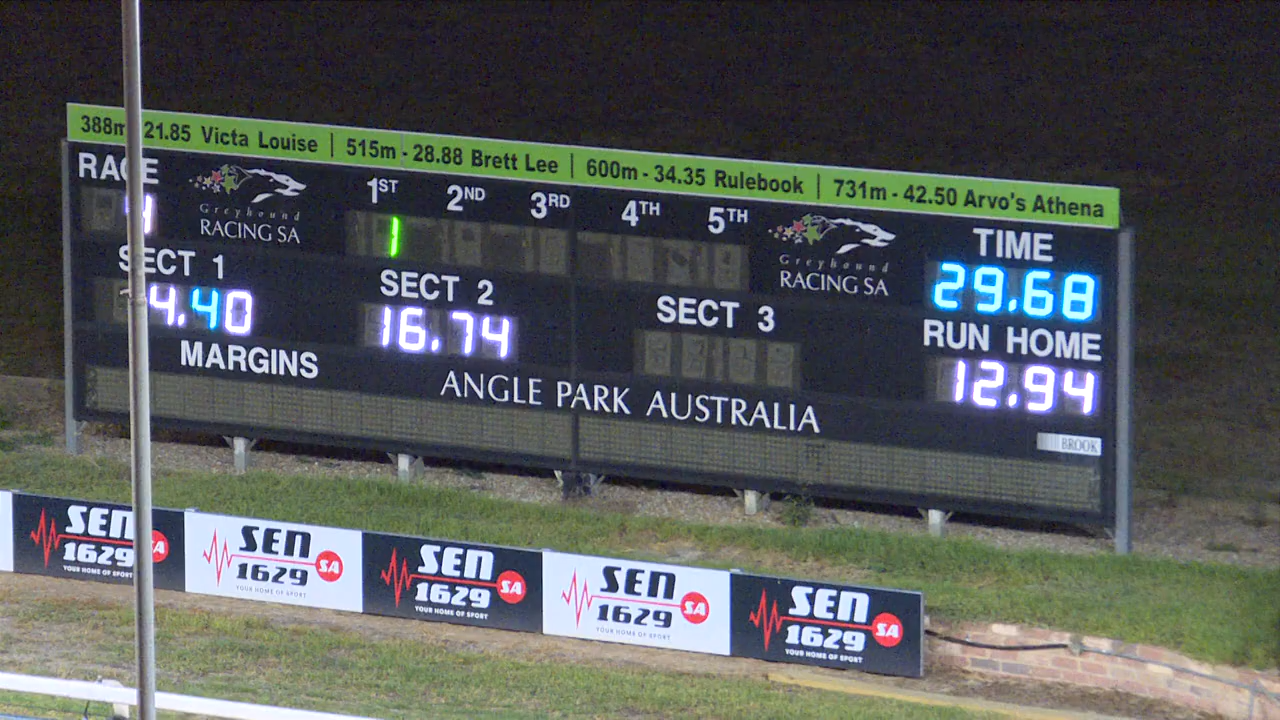 388m 21.85 Victa Louise | 515m - 28.88 Brett Lee | 600m - 34.35 Rulebook | 731m - 42.50 Arvo's Athena
RACE
4
Greyhound
RACING SA
1ST 2ND 3RD 4TH 5TH
1
Greyhound
RACING SA
TIME
29.68
SECT 1
4.40
SECT 2
16.74
SECT 3
RUN HOME
12.94
MARGINS
ANGLE PARK AUSTRALIA
BROOK
SEN
1629 SA
YOUR HOME OF SPORT
SEN
1629 SA
YOUR HOME OF SPORT
SEN
1629 SA
YOUR HOME OF SPORT
SEN
1629 SA
YOUR HOME OF SPORT
SEN
1629 SA
YOUR HOME OF SPORT